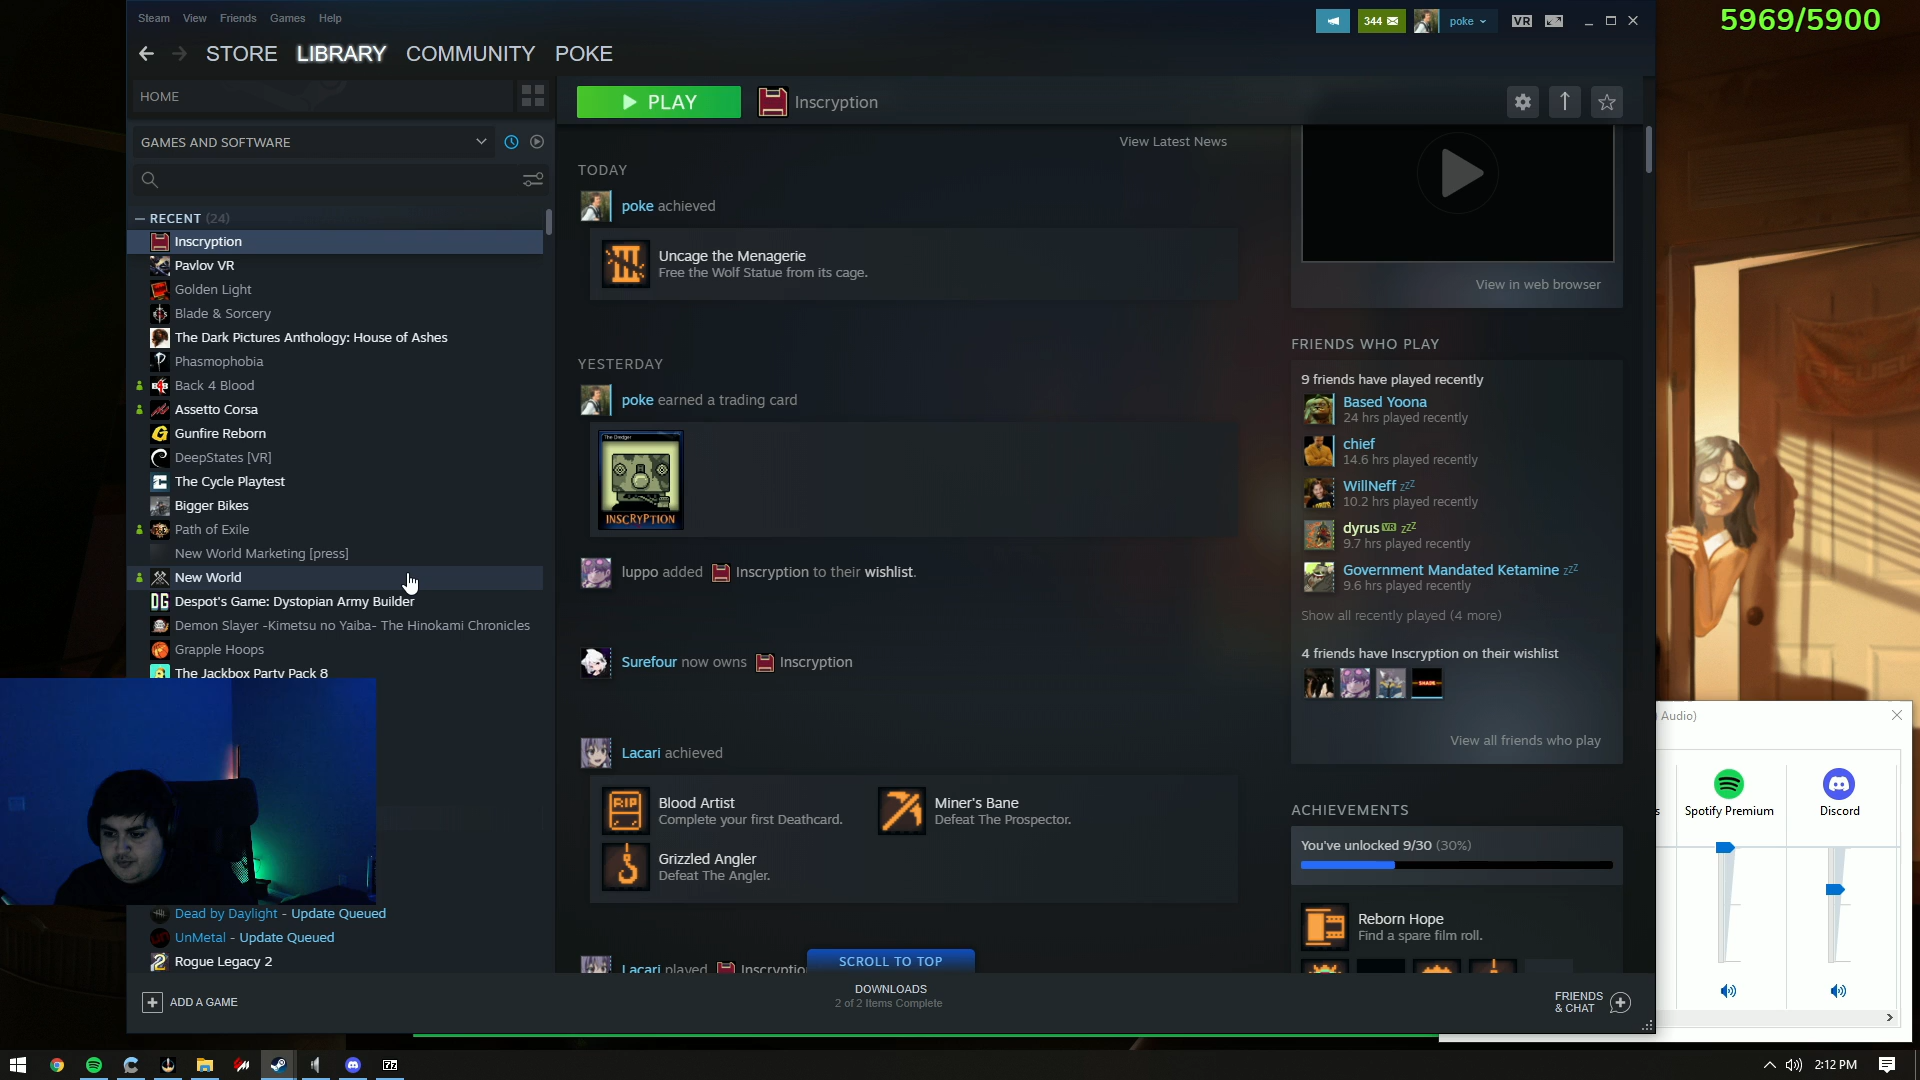 Steam View Friends Games Help
344
poke
VR
5969/5900
STORE LIBRARY COMMUNITY POKE
HOME
PLAY
Inscryption
GAMES AND SOFTWARE
RECENT (24)
Inscryption
Pavlov VR
Golden Light
Blade & Sorcery
The Dark Pictures Anthology: House of Ashes
Phasmophobia
Back 4 Blood
Assetto Corsa
Gunfire Reborn
DeepStates [VR]
The Cycle Playtest
Bigger Bikes
Path of Exile
New World Marketing [press]
New World
Despot's Game: Dystopian Army Builder
Demon Slayer -Kimetsu no Yaiba- The Hinokami Chronicles
Grapple Hoops
The Jackbox Party Pack 8
Dead by Daylight - Update Queued
UnMetal - Update Queued
Rogue Legacy 2
ADD A GAME
View Latest News
TODAY
poke achieved
Uncage the Menagerie
Free the Wolf Statue from its cage.
YESTERDAY
poke earned a trading card
The Dredger
INSCRYPTION
luppo added Inscryption to their wishlist.
Surefour now owns Inscryption
Lacari achieved
RIP
Blood Artist
Complete your first Deathcard.
Miner's Bane
Defeat The Prospector.
Grizzled Angler
Defeat The Angler.
Lacari played Inscryptio
SCROLL TO TOP
DOWNLOADS
2 of 2 Items Complete
View in web browser
FRIENDS WHO PLAY
9 friends have played recently
Based Yoona
24 hrs played recently
chief
14.6 hrs played recently
WillNeff zzZ
10.2 hrs played recently
dyrus VR zzZ
9.7 hrs played recently
Government Mandated Ketamine zzZ
9.6 hrs played recently
Show all recently played (4 more)
4 friends have Inscryption on their wishlist
View all friends who play
ACHIEVEMENTS
You've unlocked 9/30 (30%)
Reborn Hope
Find a spare film roll.
FRIENDS
& CHAT
G FUEL
Audio)
s
Spotify Premium
Discord
2:12 PM